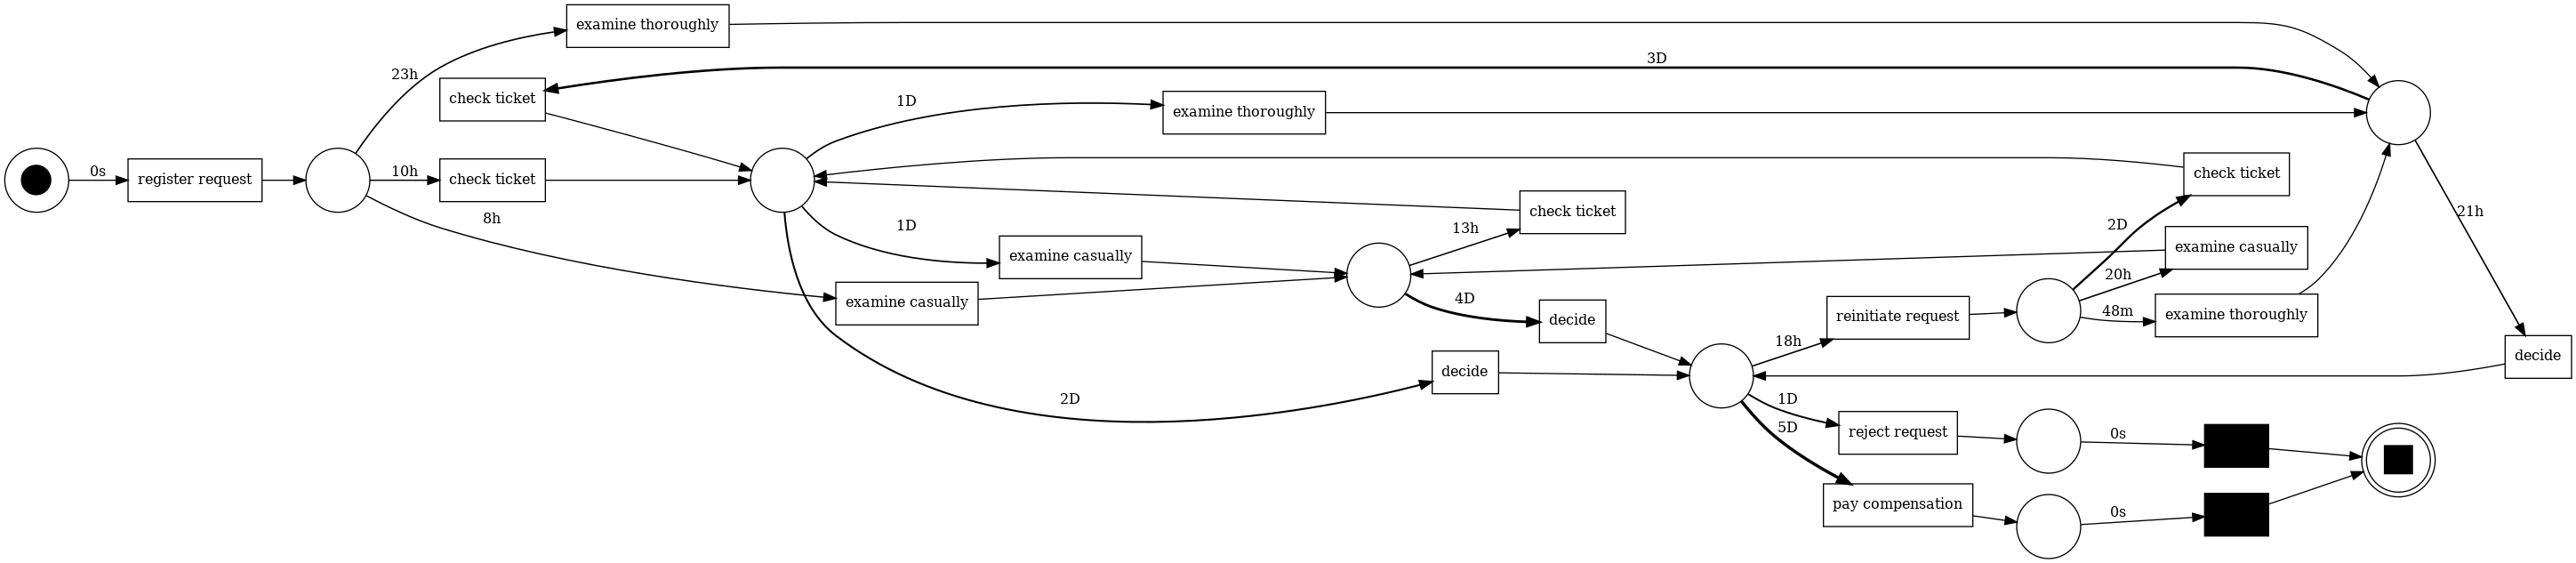 examine thoroughly
23h
3D
check ticket
1D
examine thoroughly
0s
register request
10h
check ticket
check ticket
8h
1D
check ticket
13h
2D
21h
examine casually
examine casually
examine casually
20h
4D
decide
reinitiate request
48m
examine thoroughly
18h
decide
decide
2D
1D
5D
reject request
0s
pay compensation
0s